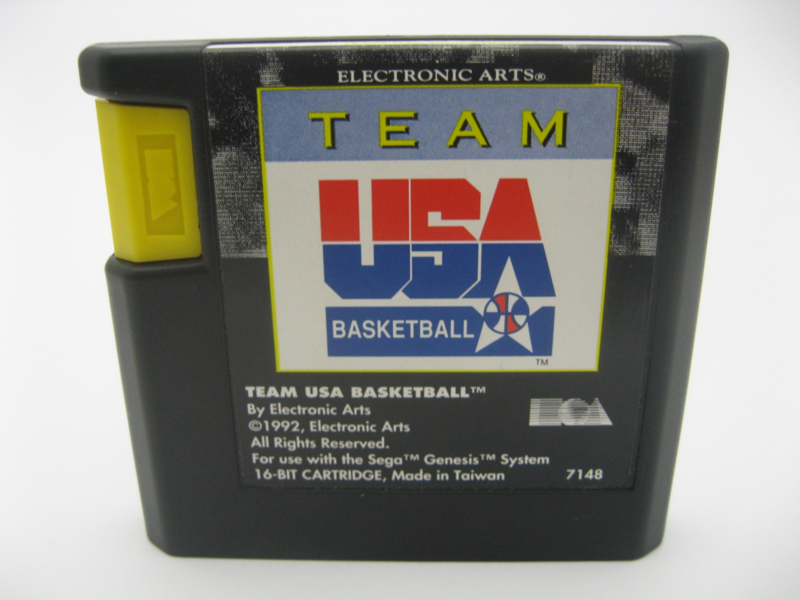 ELECTRONIC ARTS®
TEAM
USA
BASKETBALL
TM
TEAM USA BASKETBALL™
By Electronic Arts
©1992, Electronic Arts
All Rights Reserved.
For use with the Sega™ Genesis™ System
16-BIT CARTRIDGE, Made in Taiwan 7148
EA